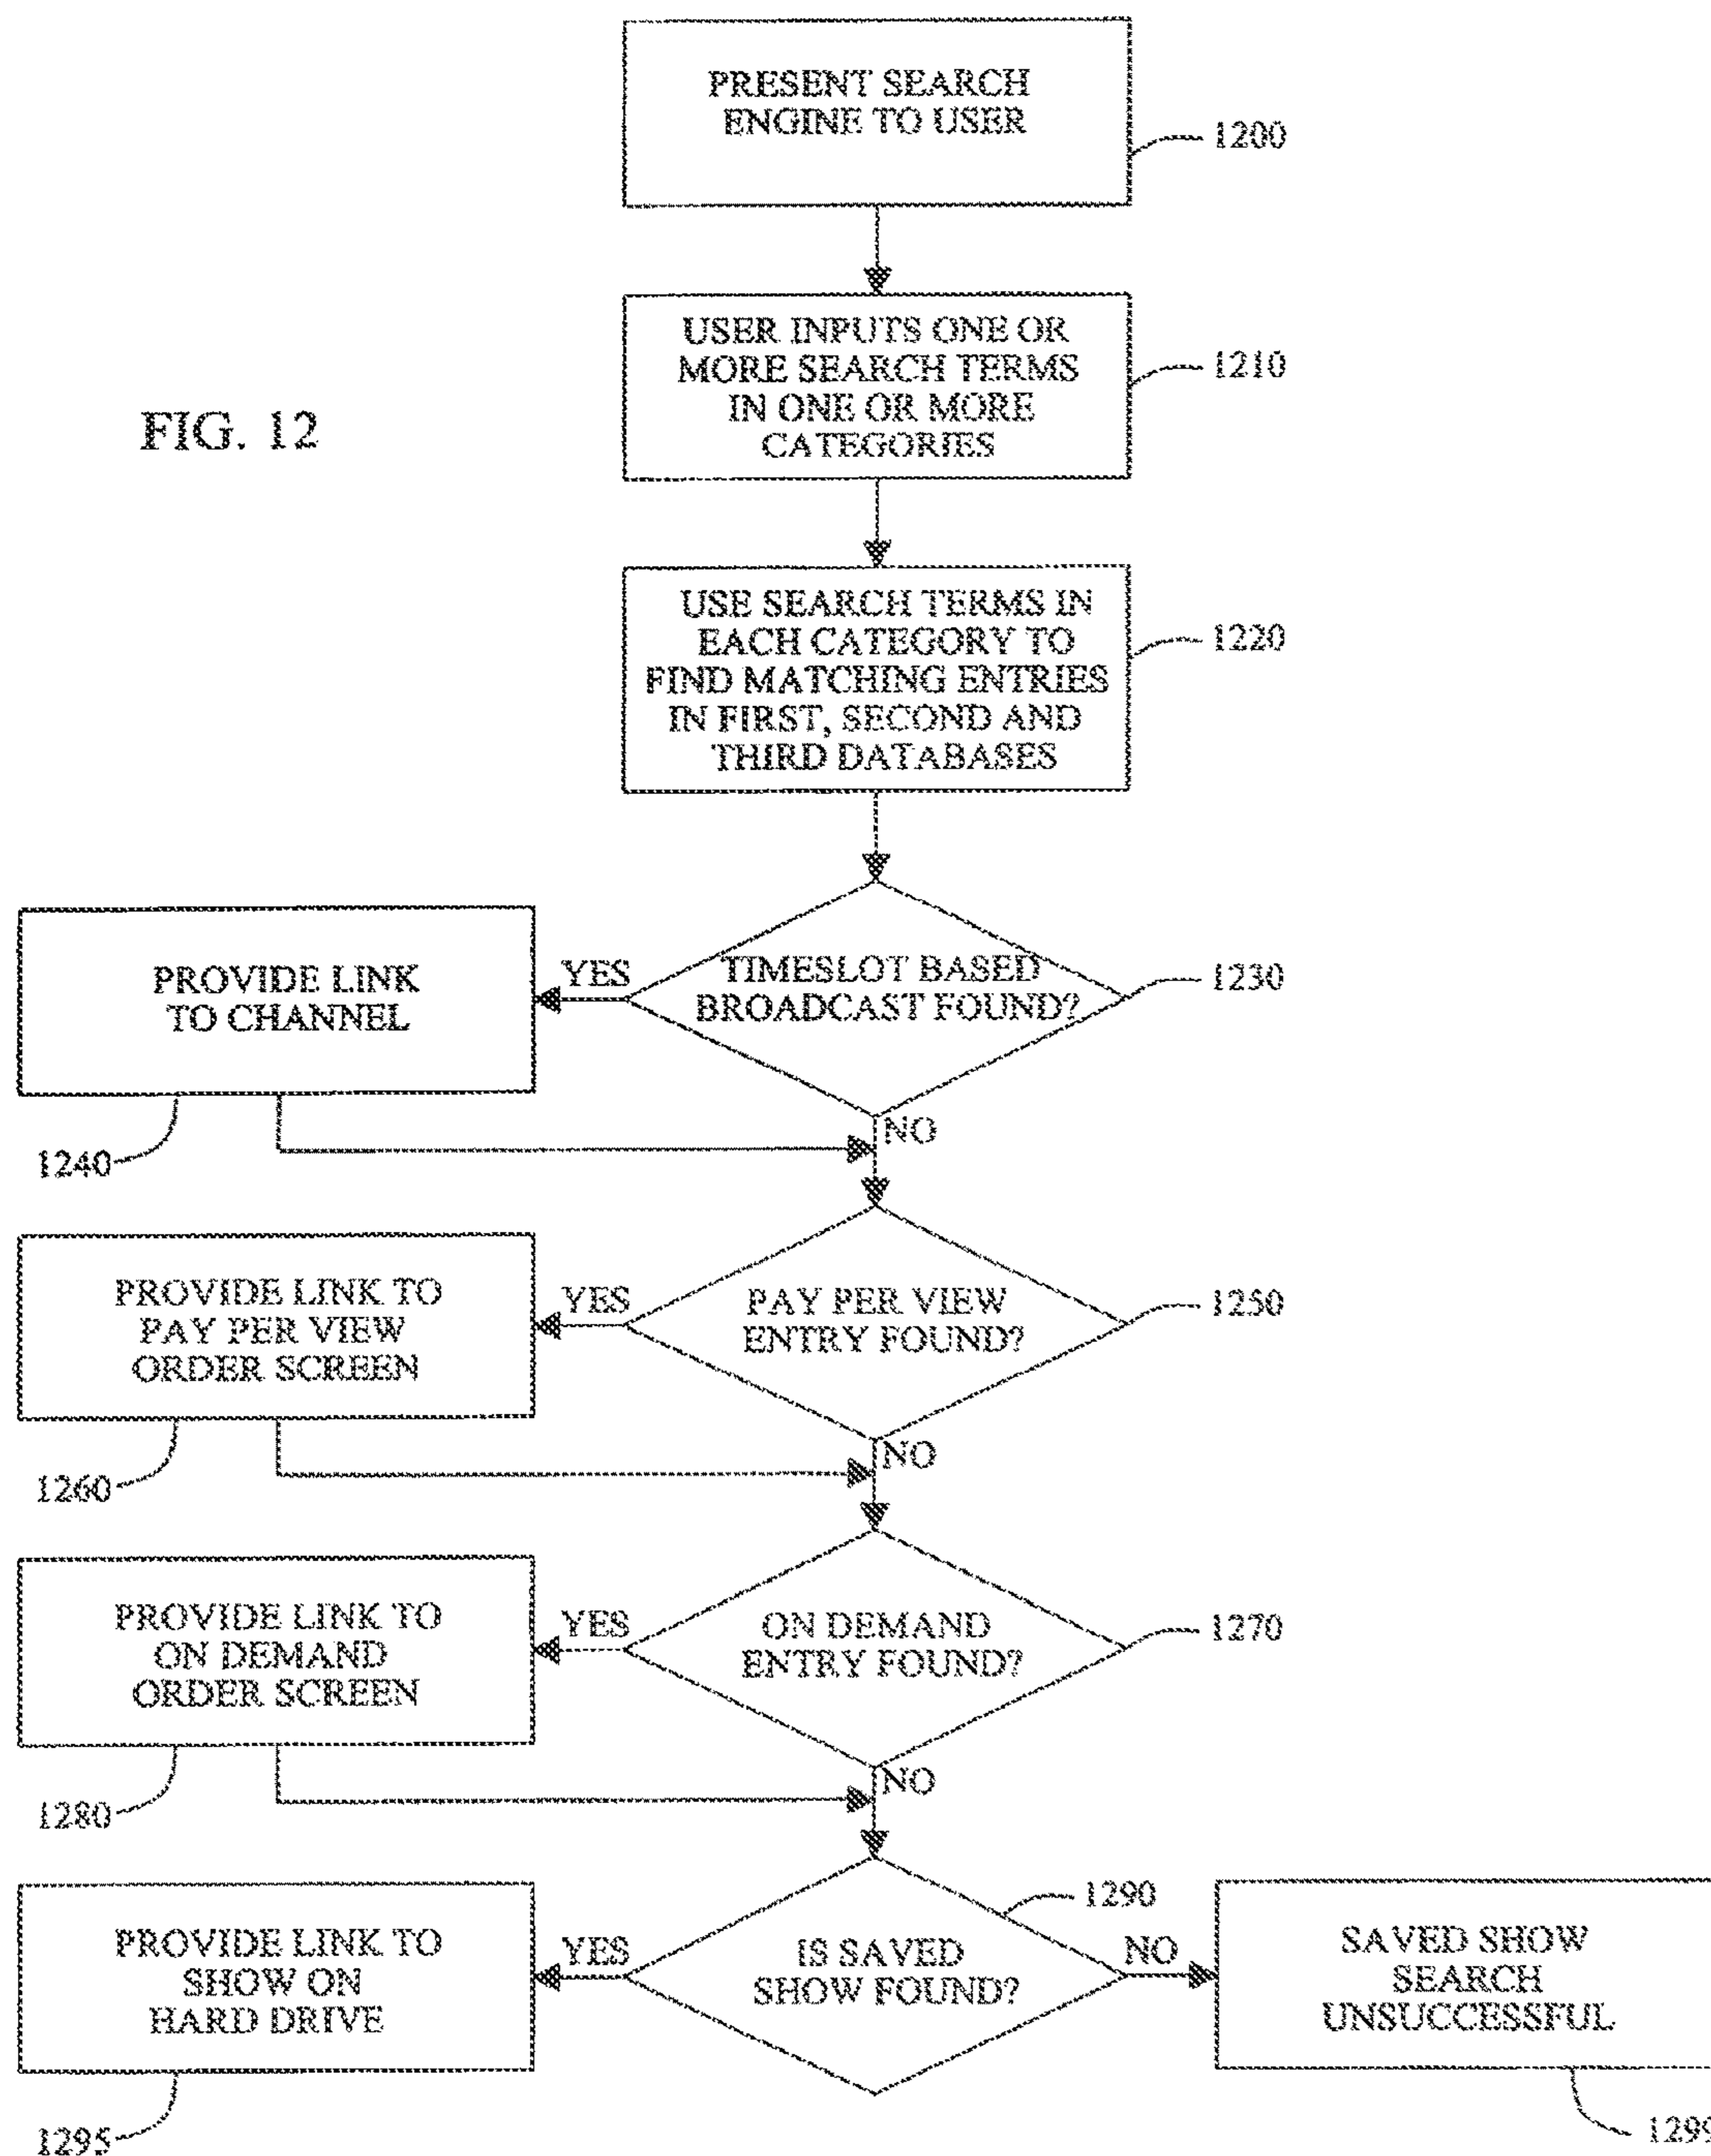 PRESENT SEARCH
ENGINE TO USER
1200
FIG. 12
USER INPUTS ONE OR
MORE SEARCH TERMS
IN ONE OR MORE
CATEGORIES
1210
USE SEARCH TERMS IN
EACH CATEGORY TO
FIND MATCHING ENTRIES
IN FIRST, SECOND AND
THIRD DATABASES
1220
TIMESLOT BASED
BROADCAST FOUND?
1230
YES
PROVIDE LINK
TO CHANNEL
1240
NO
PAY PER VIEW
ENTRY FOUND?
1250
YES
PROVIDE LINK TO
PAY PER VIEW
ORDER SCREEN
1260
NO
ON DEMAND
ENTRY FOUND?
1270
YES
PROVIDE LINK TO
ON DEMAND
ORDER SCREEN
1280
NO
IS SAVED
SHOW FOUND?
1290
YES
PROVIDE LINK TO
SHOW ON
HARD DRIVE
1295
NO
SAVED SHOW
SEARCH
UNSUCCESSFUL
1299